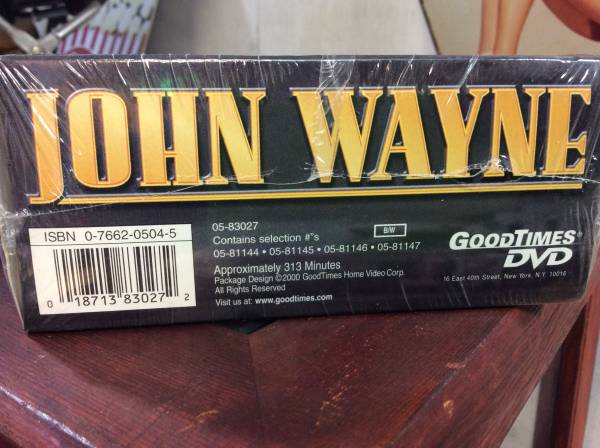 JOHN WAYNE
ISBN 0-7662-0504-5
0 18713 83027 2
05-83027
Contains selection #"s
B/W
05-81144 • 05-81145 • 05-81146 • 05-81147
Approximately 313 Minutes
Package Design ©2000 GoodTimes Home Video Corp.
All Rights Reserved
Visit us at: www.goodtimes.com
GOODTIMES®
DVD
16 East 40th Street, New York, N.Y. 10016